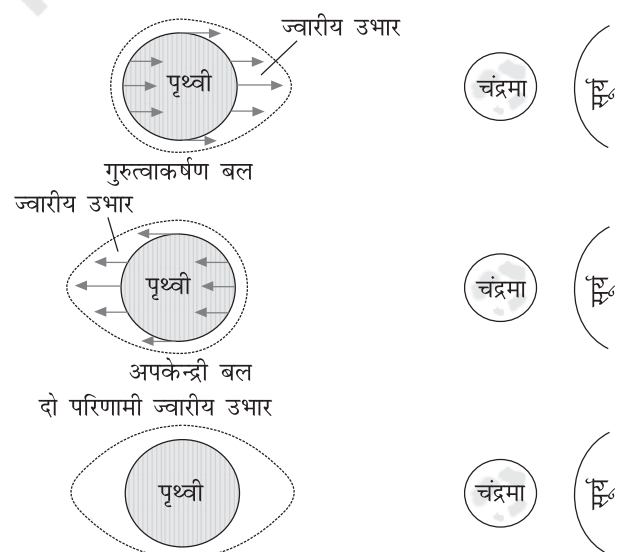 ज्वारीय उभार
पृथ्वी
चंद्रमा
सूर्य
गुरुत्वाकर्षण बल
ज्वारीय उभार
पृथ्वी
चंद्रमा
सूर्य
अपकेन्द्री बल
दो परिणामी ज्वारीय उभार
पृथ्वी
चंद्रमा
सूर्य